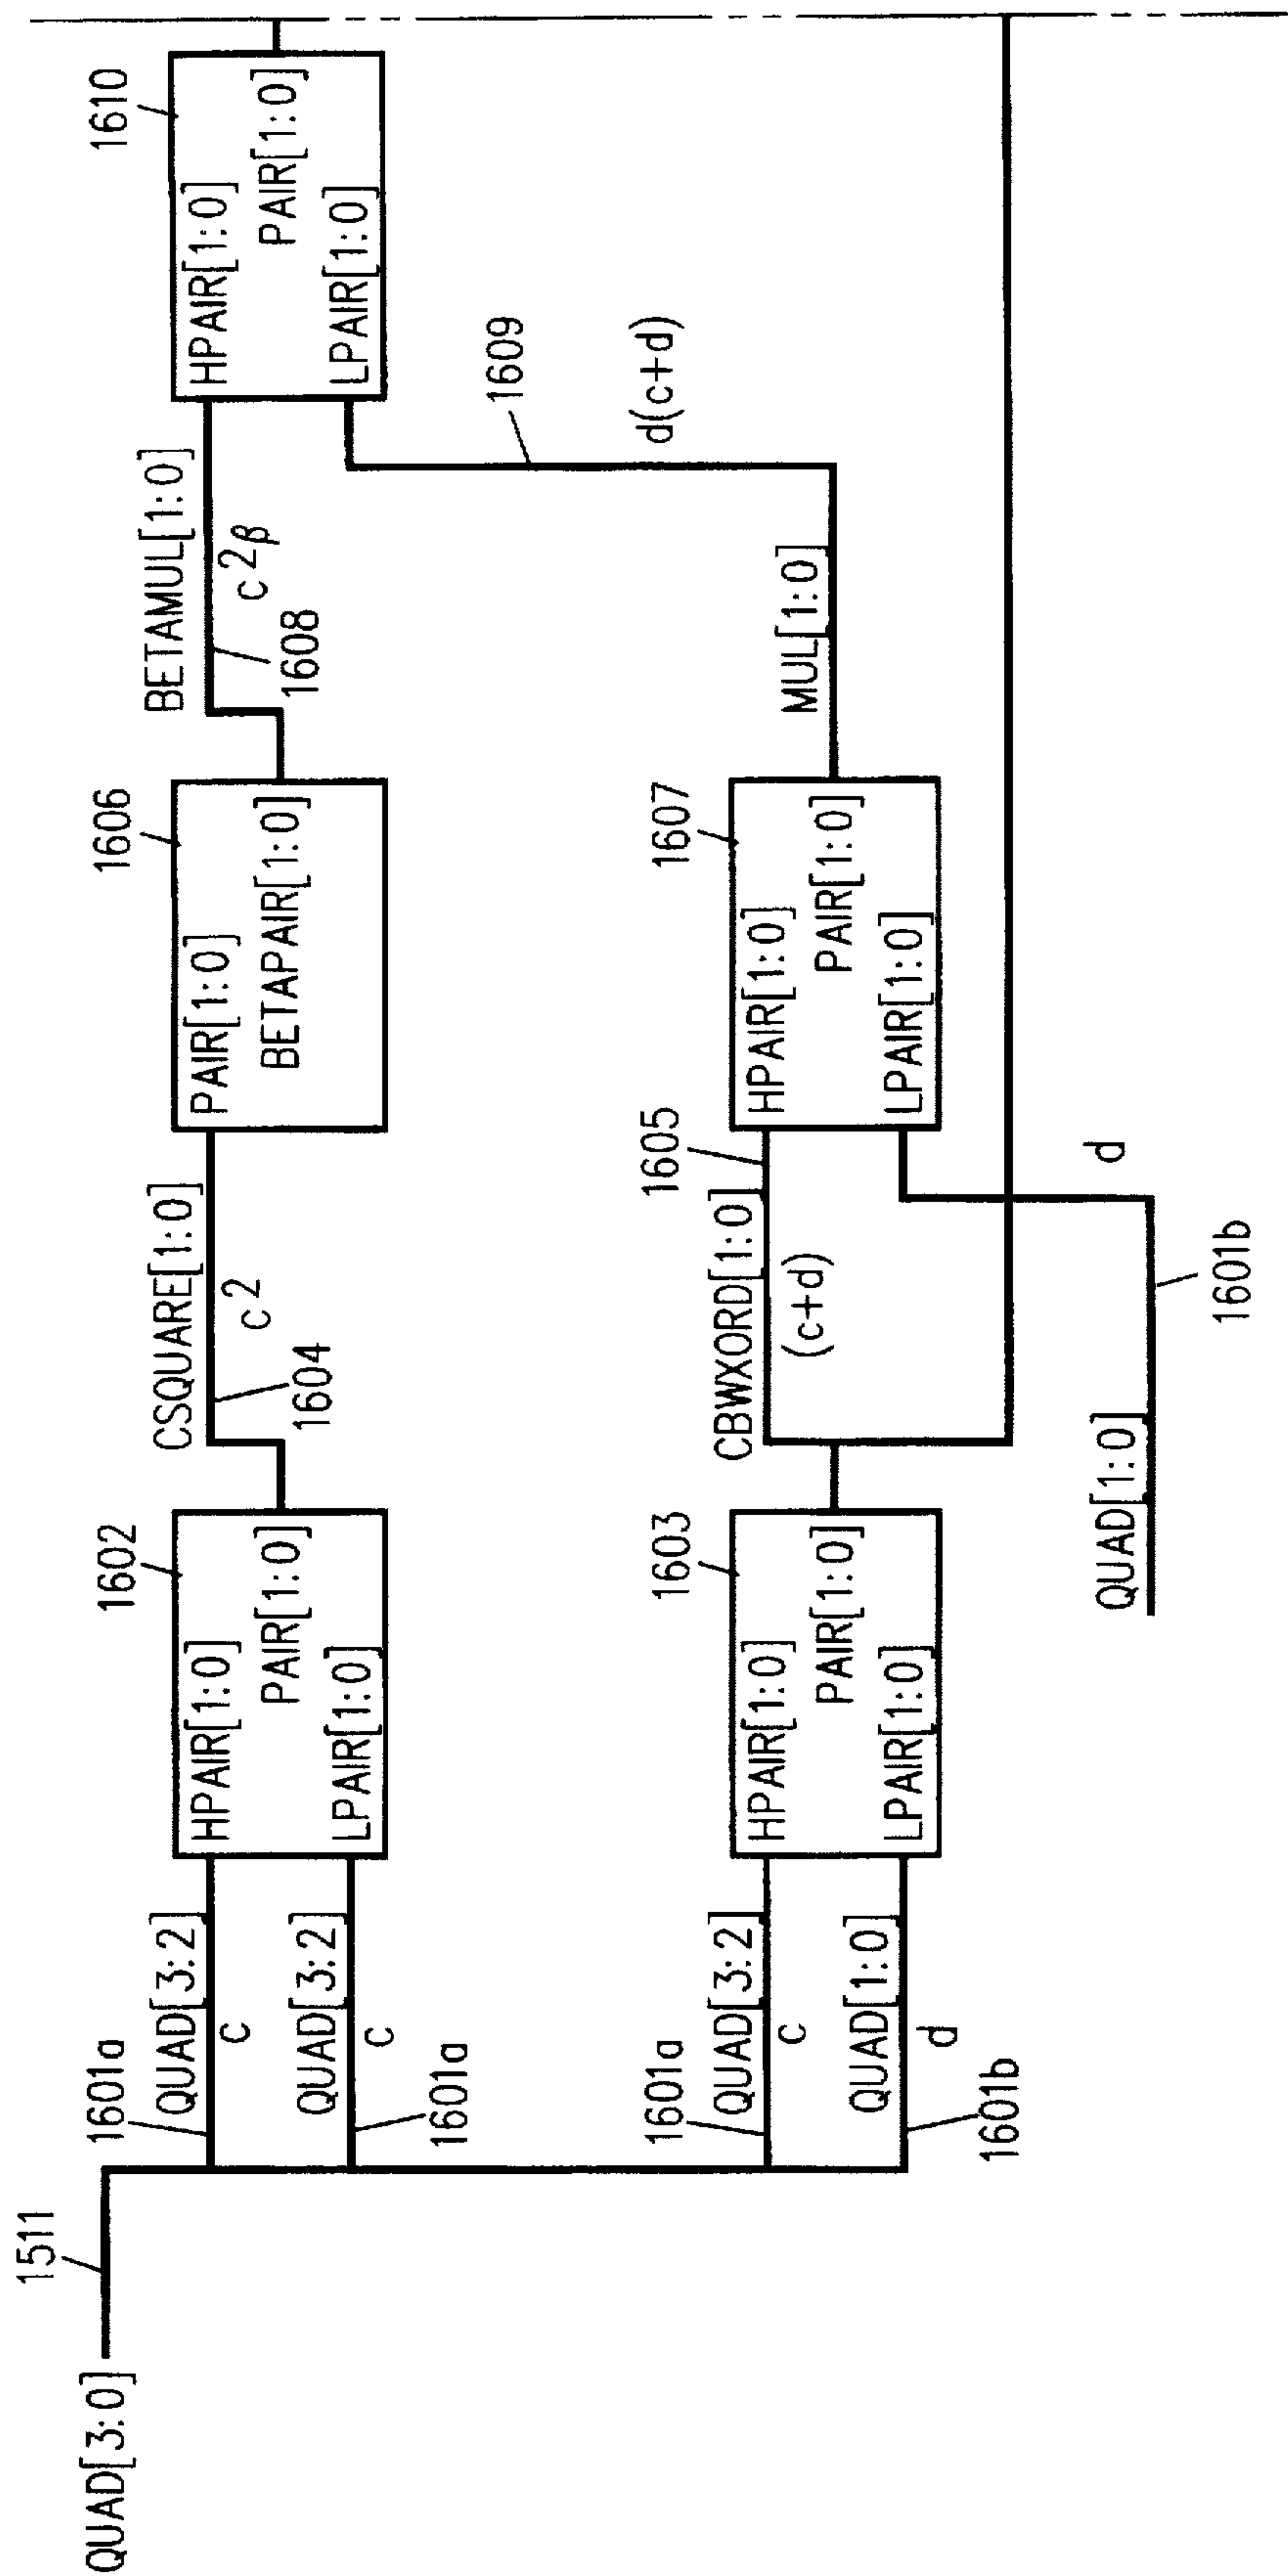 QUAD[3:0]
1511
1601a
QUAD[3:2]
c
QUAD[3:2]
c
1601a
1602
HPAIR[1:0]
PAIR[1:0]
LPAIR[1:0]
CSQUARE[1:0]
c2
1604
1606
PAIR[1:0]
BETAPAIR[1:0]
BETAMUL[1:0]
c2β
1608
1610
HPAIR[1:0]
PAIR[1:0]
LPAIR[1:0]
1609
d(c+d)
1601a
QUAD[3:2]
c
QUAD[1:0]
d
1601b
1603
HPAIR[1:0]
PAIR[1:0]
LPAIR[1:0]
CBWXORD[1:0]
1605
(c+d)
1607
HPAIR[1:0]
PAIR[1:0]
LPAIR[1:0]
MUL[1:0]
QUAD[1:0]
d
1601b